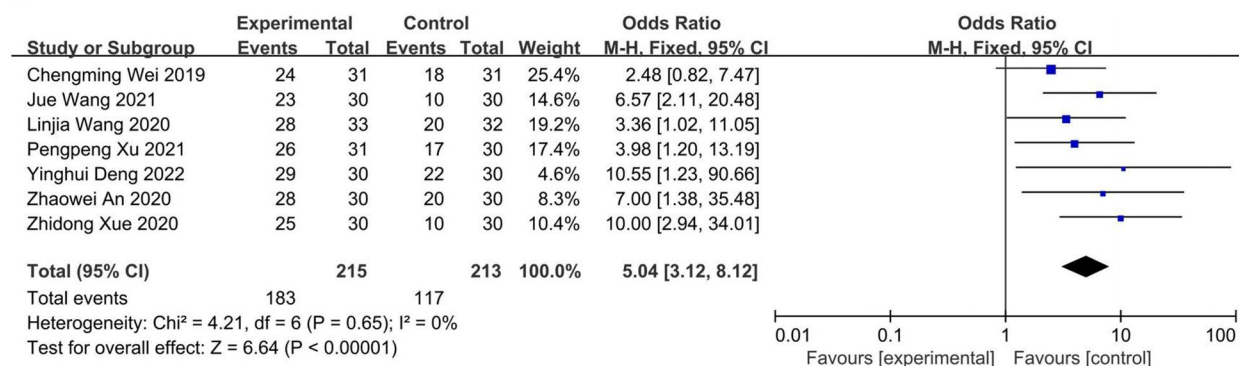 Experimental Control Odds Ratio Odds Ratio
Study or Subgroup Events Total Events Total Weight M-H, Fixed, 95% CI M-H, Fixed, 95% CI
Chengming Wei 2019 24 31 18 31 25.4% 2.48 [0.82, 7.47]
Jue Wang 2021 23 30 10 30 14.6% 6.57 [2.11, 20.48]
Linjia Wang 2020 28 33 20 32 19.2% 3.36 [1.02, 11.05]
Pengpeng Xu 2021 26 31 17 30 17.4% 3.98 [1.20, 13.19]
Yinghui Deng 2022 29 30 22 30 4.6% 10.55 [1.23, 90.66]
Zhaowei An 2020 28 30 20 30 8.3% 7.00 [1.38, 35.48]
Zhidong Xue 2020 25 30 10 30 10.4% 10.00 [2.94, 34.01]
Total (95% CI) 215 213 100.0% 5.04 [3.12, 8.12]
Total events 183 117
Heterogeneity: Chi² = 4.21, df = 6 (P = 0.65); I² = 0%
Test for overall effect: Z = 6.64 (P < 0.00001)
0.01 0.1 1 10 100
Favours [experimental] Favours [control]